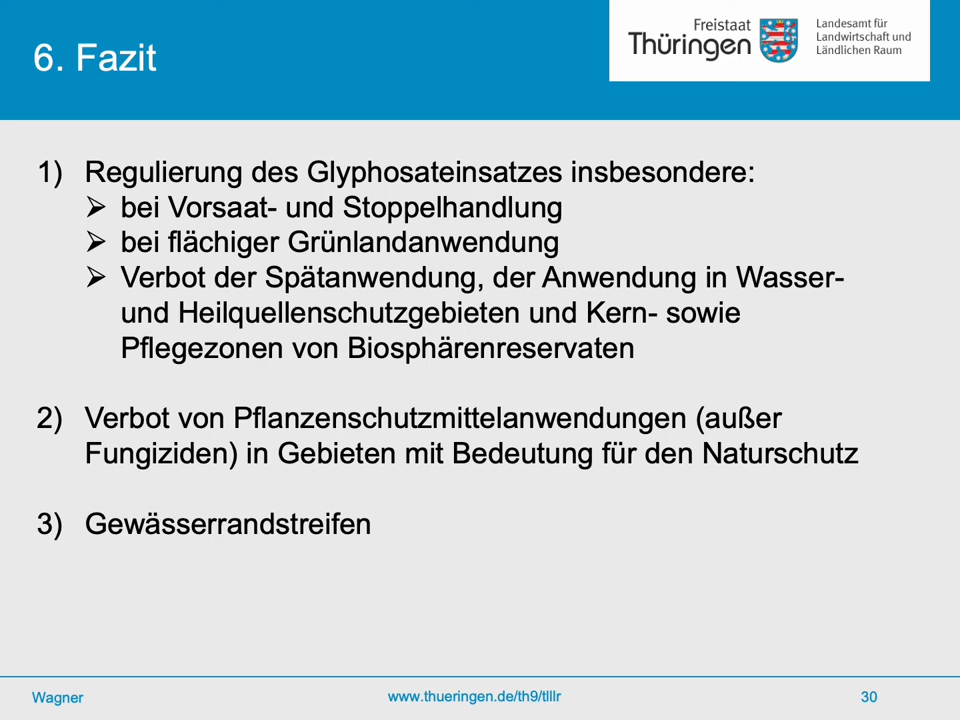 6. Fazit
Freistaat
Thüringen
Landesamt für
Landwirtschaft und
Ländlichen Raum
1) Regulierung des Glyphosateinsatzes insbesondere:
➢ bei Vorsaat- und Stoppelhandlung
➢ bei flächiger Grünlandanwendung
➢ Verbot der Spätanwendung, der Anwendung in Wasser-
und Heilquellenschutzgebieten und Kern- sowie
Pflegezonen von Biosphärenreservaten
2) Verbot von Pflanzenschutzmittelanwendungen (außer
Fungiziden) in Gebieten mit Bedeutung für den Naturschutz
3) Gewässerrandstreifen
Wagner
www.thueringen.de/th9/tlllr
30